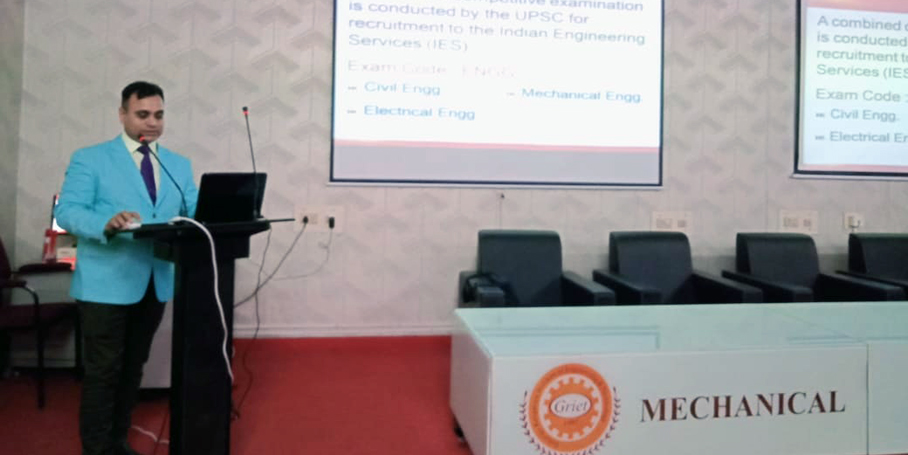 examination
is conducted by the UPSC for
recruitment to the Indian Engineering
Services (IES)
Exam Code : ENGG
Civil Engg
Mechanical Engg
Electrical Engg
A combined
is conducted
recruitment
Services (IES
Exam Code :
Civil Engg.
Electrical
Griet
MECHANICAL